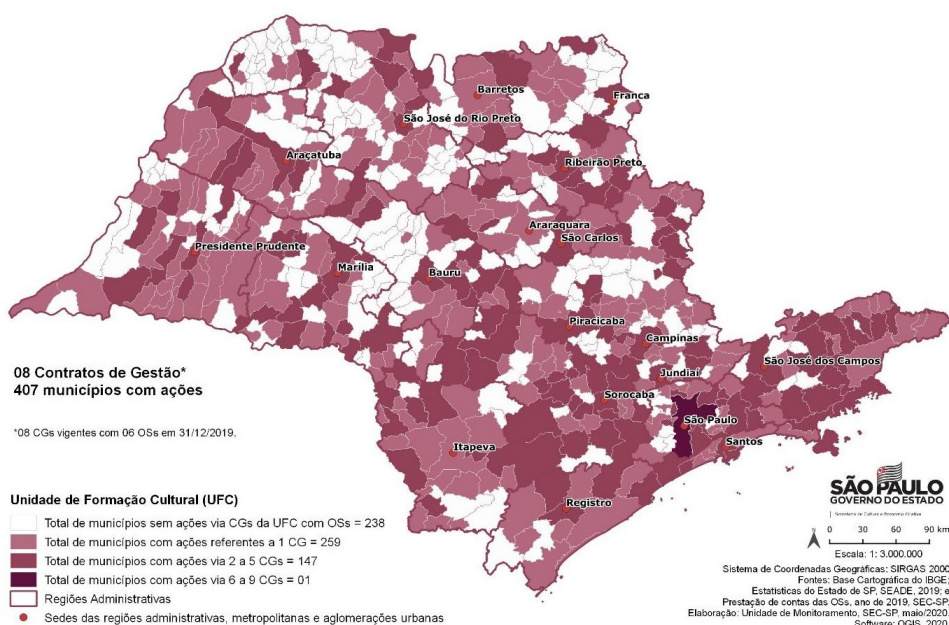 Barretos
Franca
São José do Rio Preto
Araçatuba
Ribeirão Preto
Araraquara
São Carlos
Presidente Prudente
Marília
Bauru
Piracicaba
Campinas
São José dos Campos
Jundiaí
Sorocaba
São Paulo
Santos
Itapeva
Registro
08 Contratos de Gestão*
407 municípios com ações
*08 CGs vigentes com 06 OSs em 31/12/2019.
Unidade de Formação Cultural (UFC)
Total de municípios sem ações via CGs da UFC com OSs = 238
Total de municípios com ações referentes a 1 CG = 259
Total de municípios com ações via 2 a 5 CGs = 147
Total de municípios com ações via 6 a 9 CGs = 01
Regiões Administrativas
Sedes das regiões administrativas, metropolitanas e aglomerações urbanas
SÃO PAULO
GOVERNO DO ESTADO
Secretaria de Cultura e Economia Criativa
N
0 30 60 90 km
Escala: 1: 3.000.000
Sistema de Coordenadas Geográficas: SIRGAS 2000
Fontes: Base Cartográfica do IBGE;
Estatísticas do Estado de SP, SEADE, 2019; e
Prestação de contas das OSs, ano de 2019, SEC-SP.
Elaboração: Unidade de Monitoramento, SEC-SP, maio/2020.
Software: QGIS, 2020.